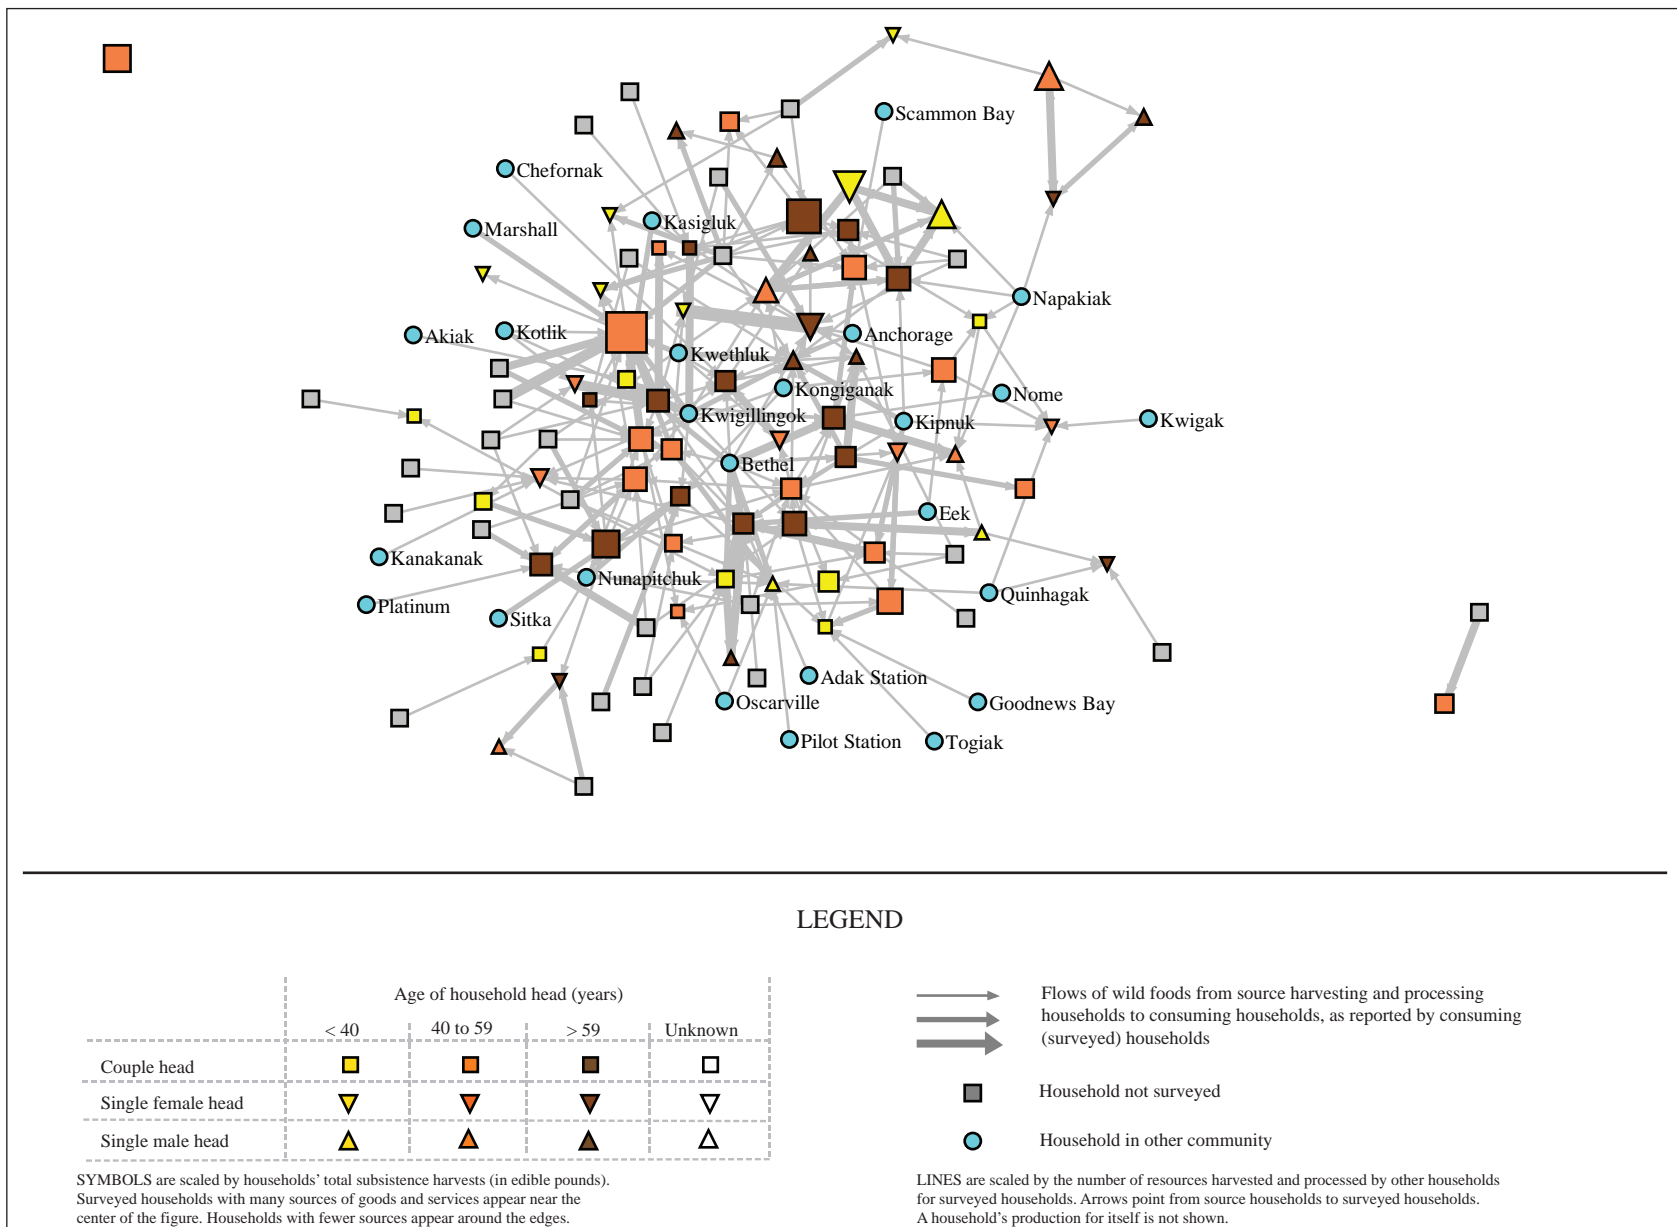 Scammon Bay
Chefornak
Kasigluk
Marshall
Napakiak
Akiak
Kotlik
Anchorage
Kwethluk
Kongiganak
Nome
Kwigillingok
Kipnuk
Kwigak
Bethel
Eek
Kanakanak
Nunapitchuk
Quinhagak
Platinum
Sitka
Adak Station
Oscarville
Goodnews Bay
Pilot Station
Togiak
LEGEND
Age of household head (years)
< 40 40 to 59 > 59 Unknown
Couple head
Single female head
Single male head
SYMBOLS are scaled by households' total subsistence harvests (in edible pounds).
Surveyed households with many sources of goods and services appear near the
center of the figure. Households with fewer sources appear around the edges.
Flows of wild foods from source harvesting and processing
households to consuming households, as reported by consuming
(surveyed) households
Household not surveyed
Household in other community
LINES are scaled by the number of resources harvested and processed by other households
for surveyed households. Arrows point from source households to surveyed households.
A household's production for itself is not shown.